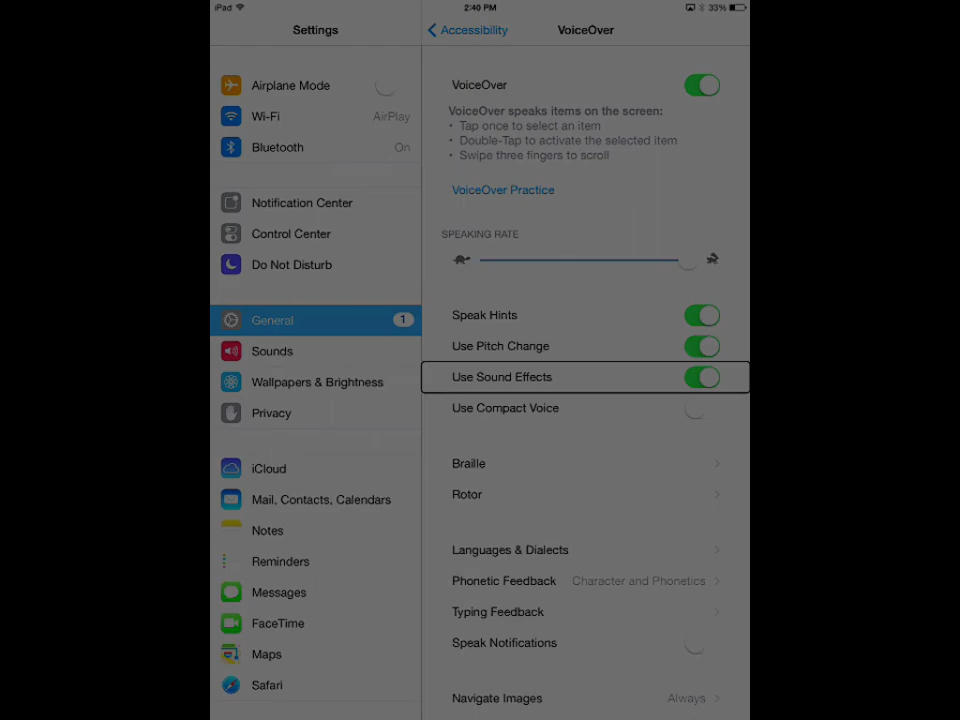 iPad
2:40 PM
33%
Settings
Accessibility
VoiceOver
Airplane Mode
Wi-Fi
AirPlay
Bluetooth
On
Notification Center
Control Center
Do Not Disturb
General
1
Sounds
Wallpapers & Brightness
Privacy
iCloud
Mail, Contacts, Calendars
Notes
Reminders
Messages
FaceTime
Maps
Safari
VoiceOver
VoiceOver speaks items on the screen:
• Tap once to select an item
• Double-Tap to activate the selected item
• Swipe three fingers to scroll
VoiceOver Practice
SPEAKING RATE
Speak Hints
Use Pitch Change
Use Sound Effects
Use Compact Voice
Braille
Rotor
Languages & Dialects
Phonetic Feedback
Character and Phonetics
Typing Feedback
Speak Notifications
Navigate Images
Always